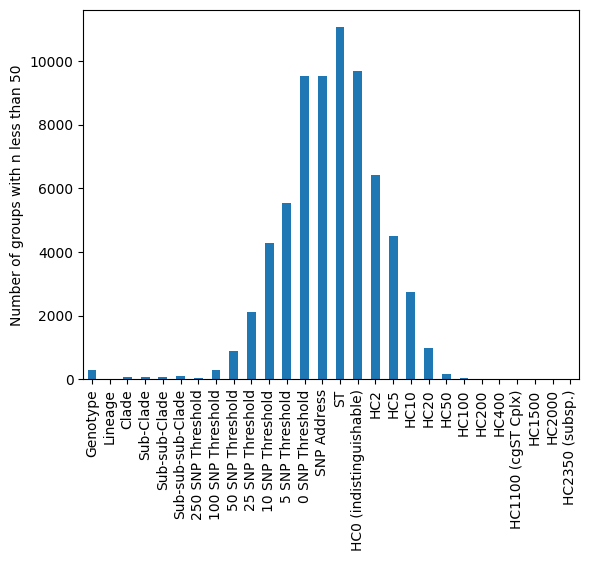 Number of groups with n less than 50
10000
8000
6000
4000
2000
0
Genotype
Lineage
Clade
Sub-Clade
Sub-sub-Clade
Sub-sub-sub-Clade
250 SNP Threshold
100 SNP Threshold
50 SNP Threshold
25 SNP Threshold
10 SNP Threshold
5 SNP Threshold
0 SNP Threshold
SNP Address
ST
HC0 (indistinguishable)
HC2
HC5
HC10
HC20
HC50
HC100
HC200
HC400
HC1100 (cgST Cplx)
HC1500
HC2000
HC2350 (subsp.)